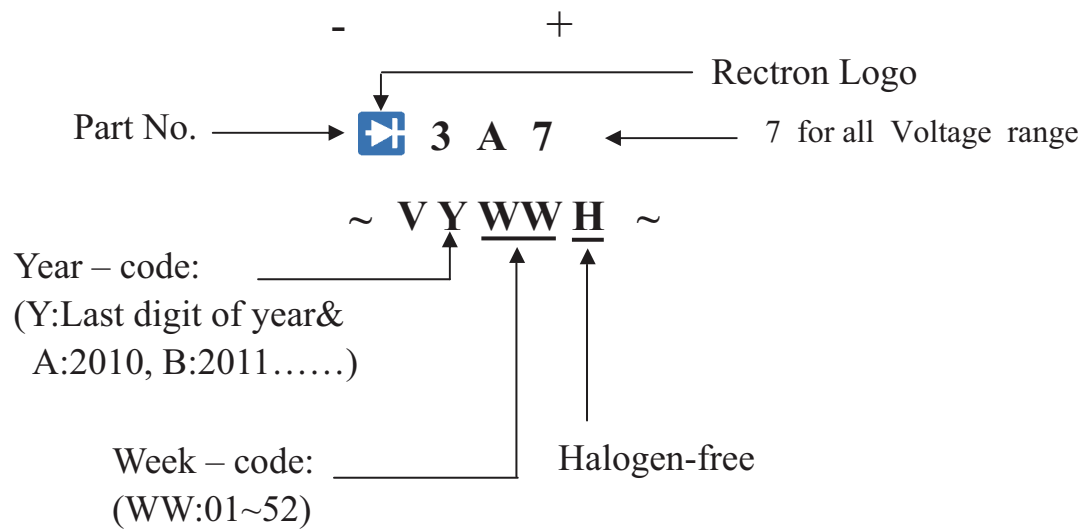 - +
Rectron Logo
Part No. 3 A 7 7 for all Voltage range
~ V Y WW H ~
Year – code:
(Y:Last digit of year&
A:2010, B:2011......)
Week – code:
(WW:01~52)
Halogen-free